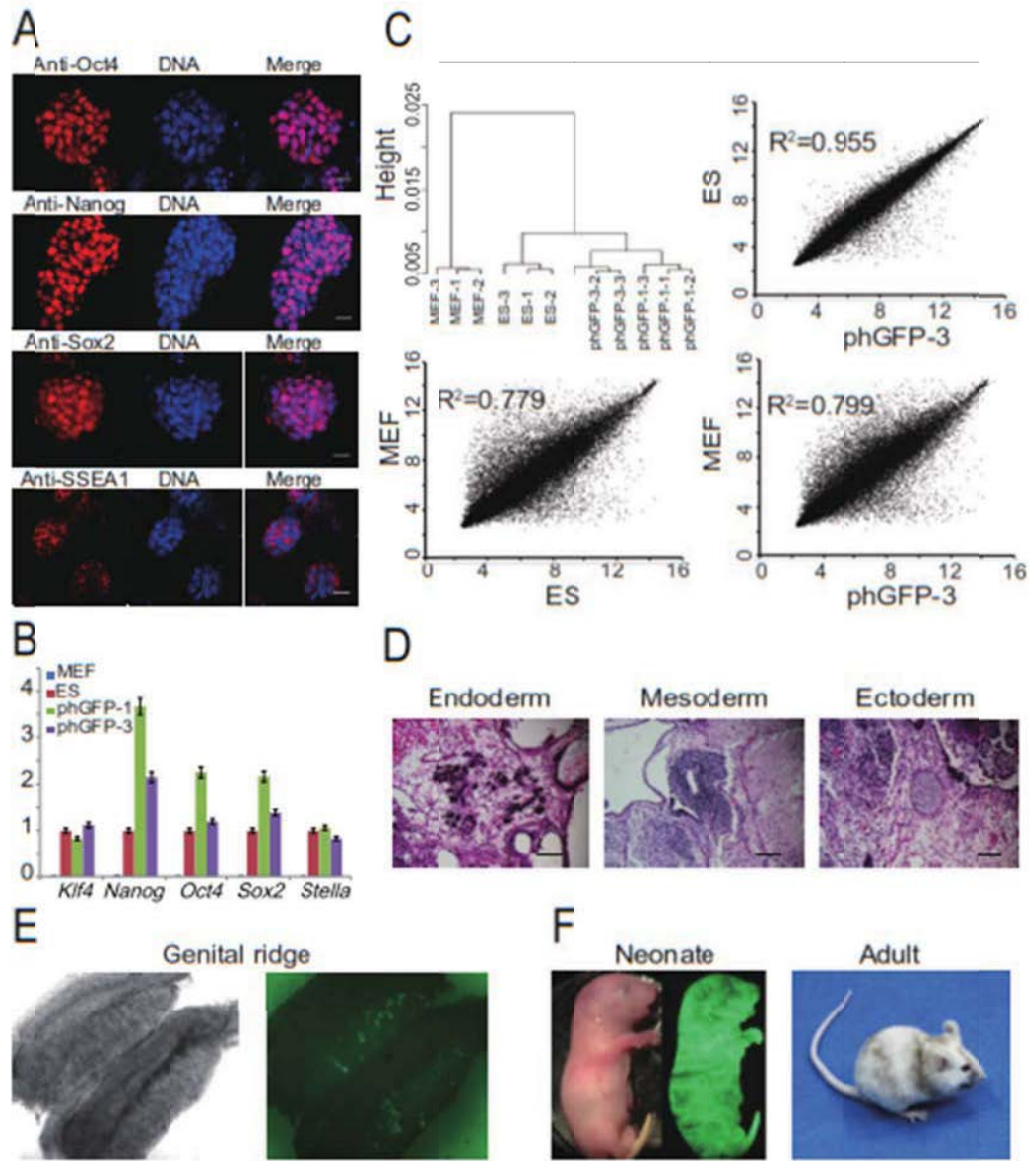 A
Anti-Oct4 DNA Merge
Anti-Nanog DNA Merge
Anti-Sox2 DNA Merge
Anti-SSEA1 DNA Merge
B
4
3
2
1
0
MEF
ES
phGFP-1
phGFP-3
Klf4 Nanog Oct4 Sox2 Stella
C
Height
0.025
0.015
0.005
MEF-3
MEF-1
MEF-2
ES-3
ES-1
ES-2
phGFP-3-2
phGFP-3-3
phGFP-1-3
phGFP-1-1
phGFP-1-2
R²=0.955
ES
16
12
8
4
0
4 8 12 16
phGFP-3
R²=0.779
MEF
16
12
8
4
0
0 4 8 12 16
ES
R²=0.799
MEF
16
12
8
4
0
0 4 8 12 16
phGFP-3
D
Endoderm Mesoderm Ectoderm
E
Genital ridge
F
Neonate Adult